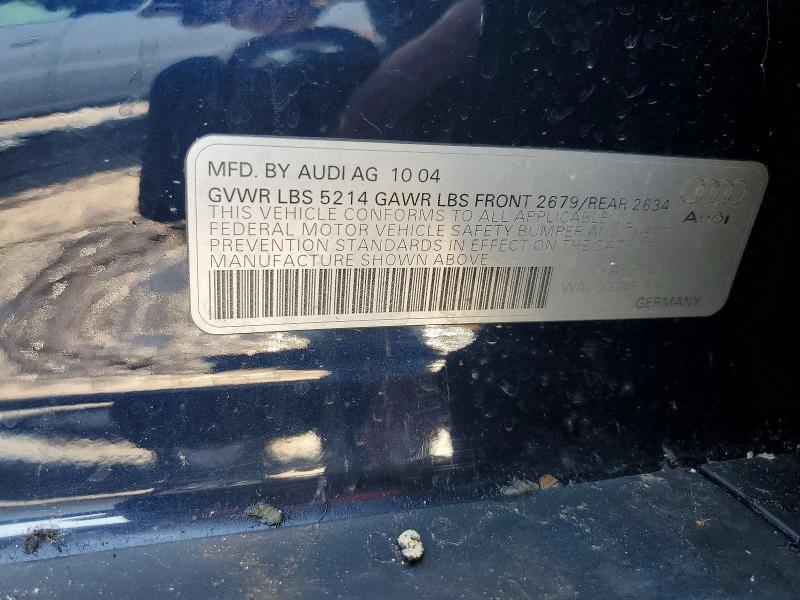 MFD. BY AUDI AG 10 04
GVWR LBS 5214 GAWR LBS FRONT 2679/REAR 2634
THIS VEHICLE CONFORMS TO ALL APPLICABLE
FEDERAL MOTOR VEHICLE SAFETY, BUMPER AND
PREVENTION STANDARDS IN EFFECT ON THE DATE OF
MANUFACTURE SHOWN ABOVE
Audi
GERMANY